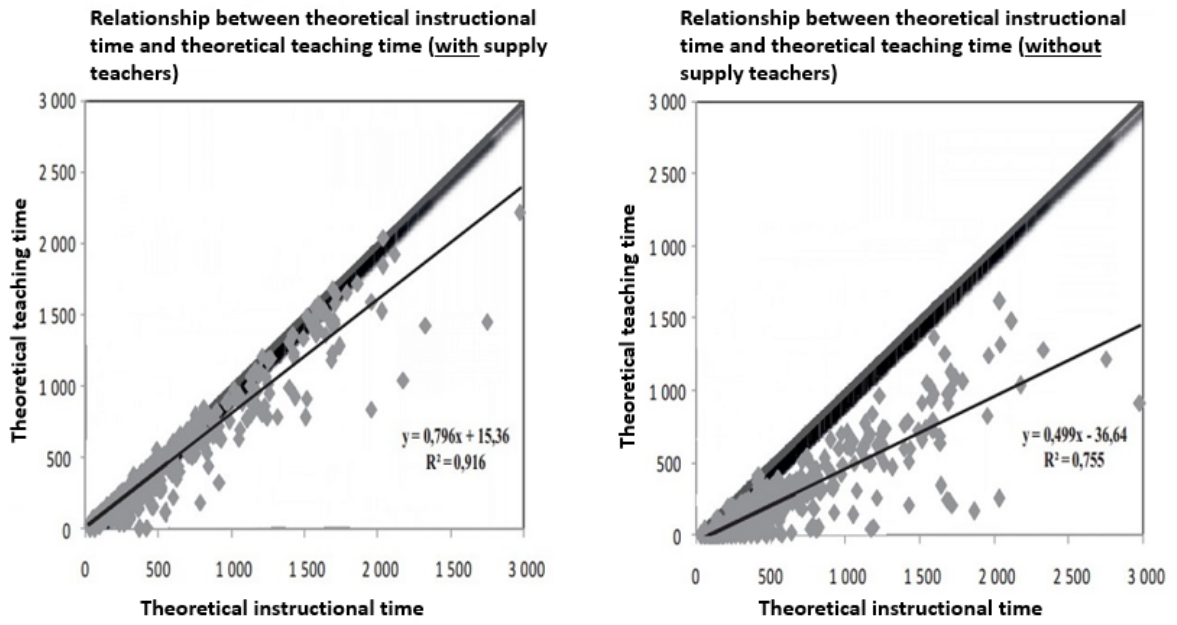 Relationship between theoretical instructional
time and theoretical teaching time (with supply
teachers)
3 000
2 500
2 000
1 500
1 000
500
0
Theoretical teaching time
y = 0,796x + 15,36
R² = 0,916
0 500 1 000 1 500 2 000 2 500 3 000
Theoretical instructional time
Relationship between theoretical instructional
time and theoretical teaching time (without
supply teachers)
3 000
2 500
1 000
1 500
1 000
500
0
Theoretical teaching time
y = 0,499x - 36,64
R² = 0,755
0 500 1 000 1 500 2 000 2 500 3 000
Theoretical instructional time